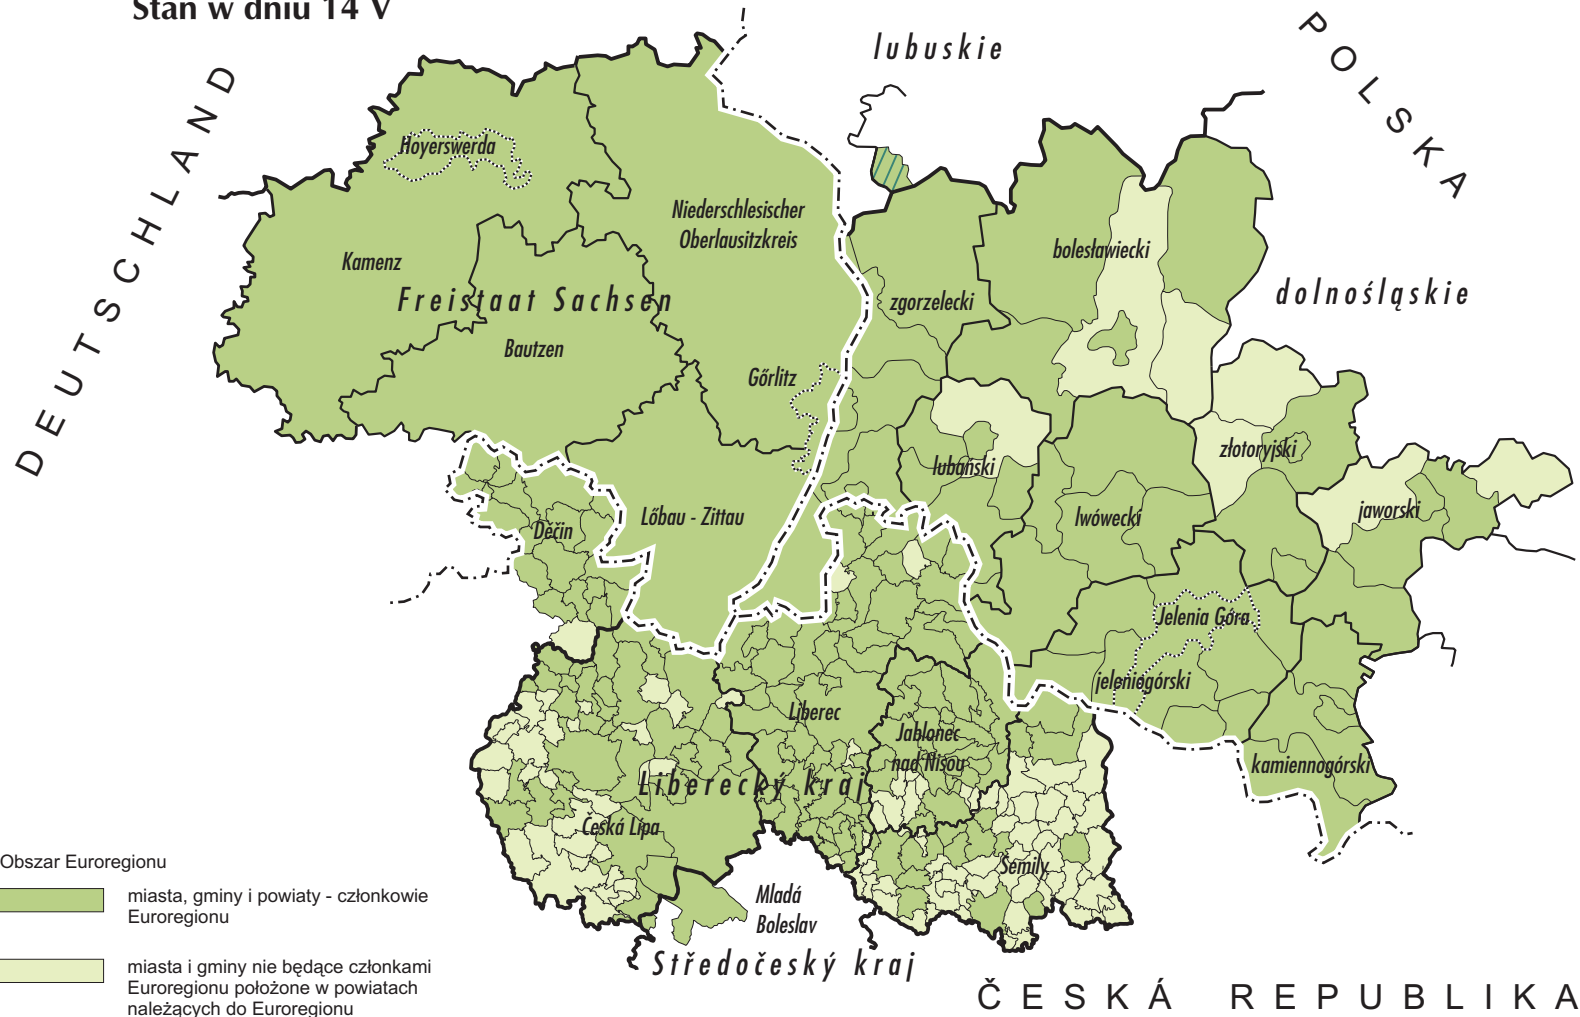 Stan w dniu 14 V
lubuskie
POLSKA
DEUTSCHLAND
Hoyerswerda
Niederschlesischer
Oberlausitzkreis
bolesławiecki
Kamenz
Freistaat Sachsen
zgorzelecki
dolnośląskie
Bautzen
Gőrlitz
złotoryjski
lubański
jaworski
Lőbau - Zittau
lwówecki
Děčin
Jelenia Góra
jeleniogórski
Liberec
Jablonec
nad Nisou
kamiennogórski
Liberecký kraj
Česká Lípa
Semily
Obszar Euroregionu
miasta, gminy i powiaty - członkowie
Euroregionu
Mladá
Boleslav
Středočeský kraj
miasta i gminy nie będące członkami
Euroregionu położone w powiatach
należących do Euroregionu
ČESKÁ REPUBLIKA